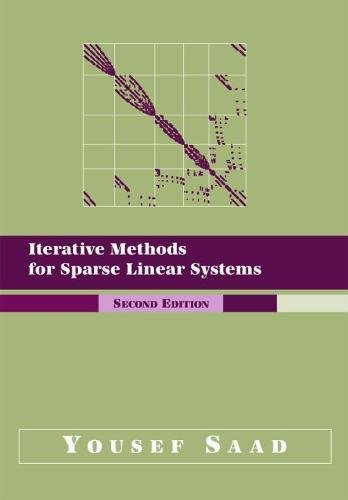 Iterative Methods
for Sparse Linear Systems
SECOND EDITION
YOUSEF SAAD